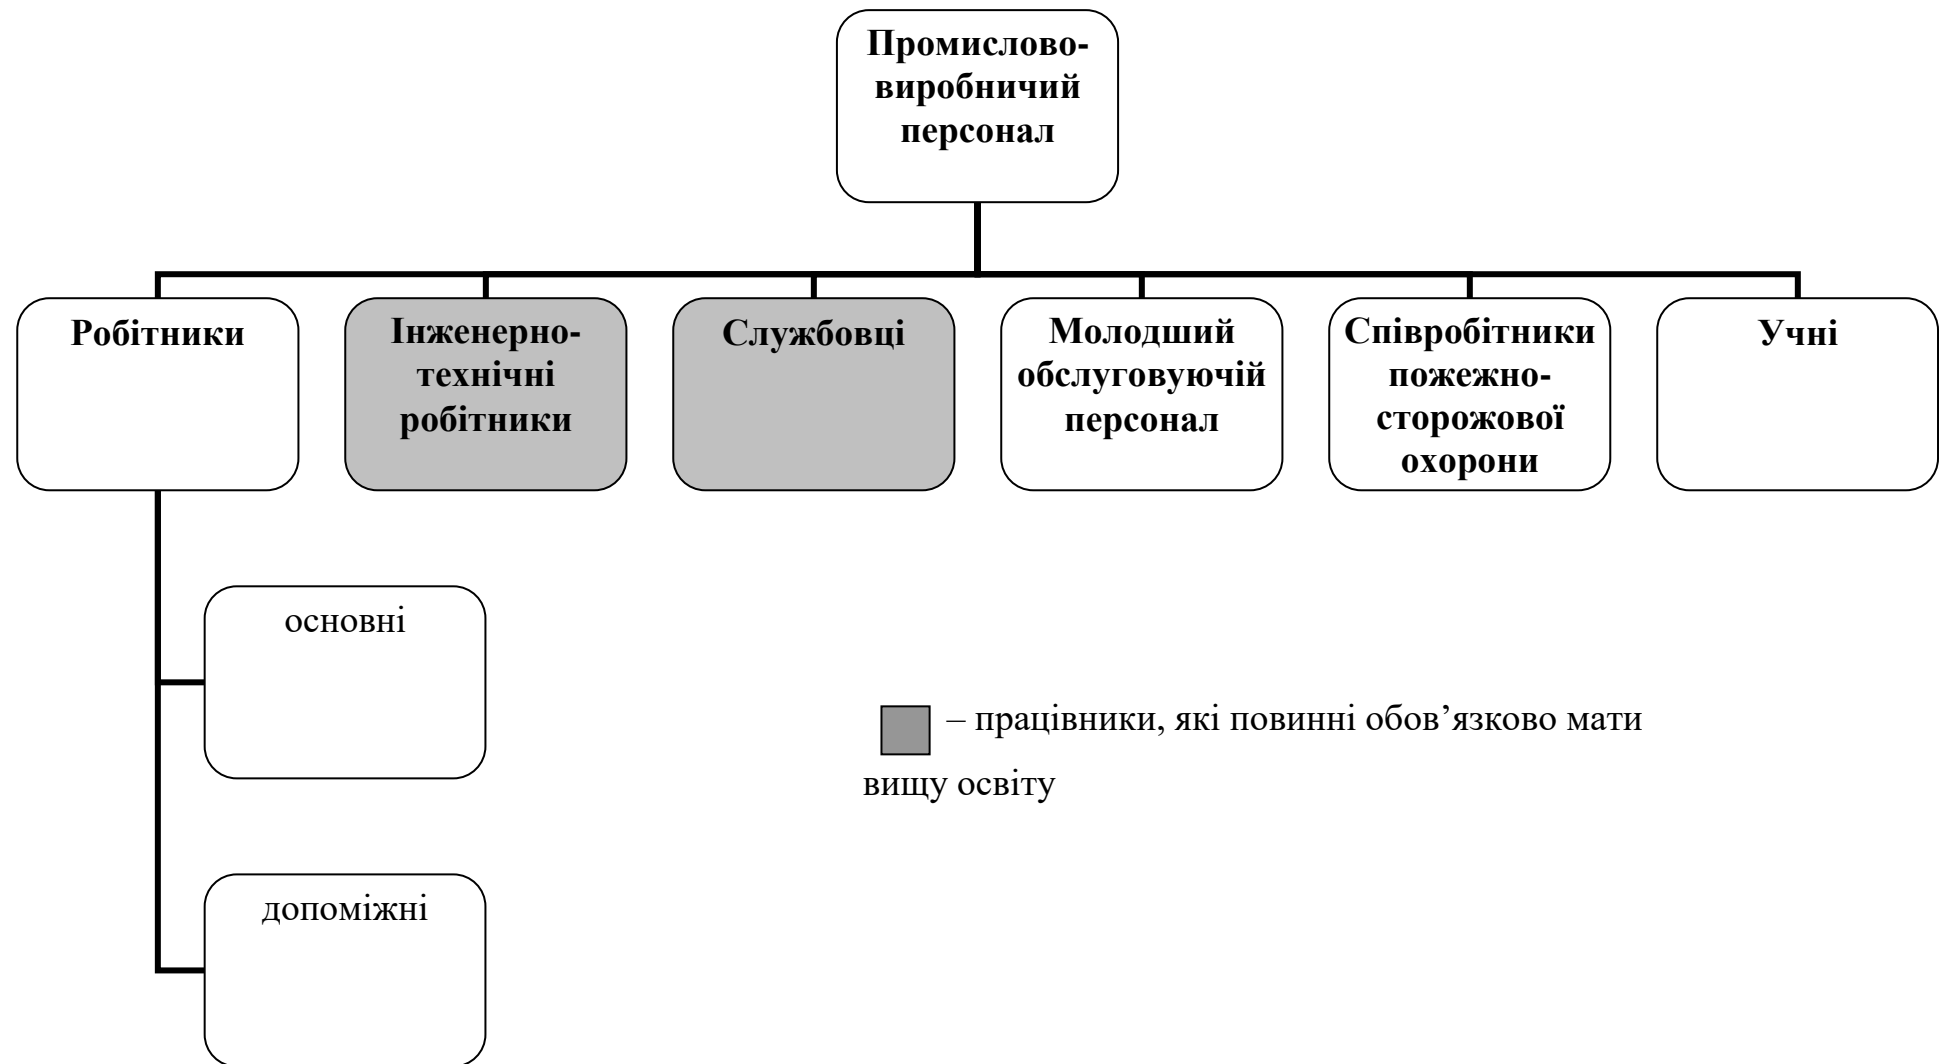 Промислово-
виробничий
персонал
Робітники
Інженерно-
технічні
робітники
Службовці
Молодший
обслуговуючій
персонал
Співробітники
пожежно-
сторожової
охорони
Учні
основні
– працівники, які повинні обов’язково мати
вищу освіту
допоміжні